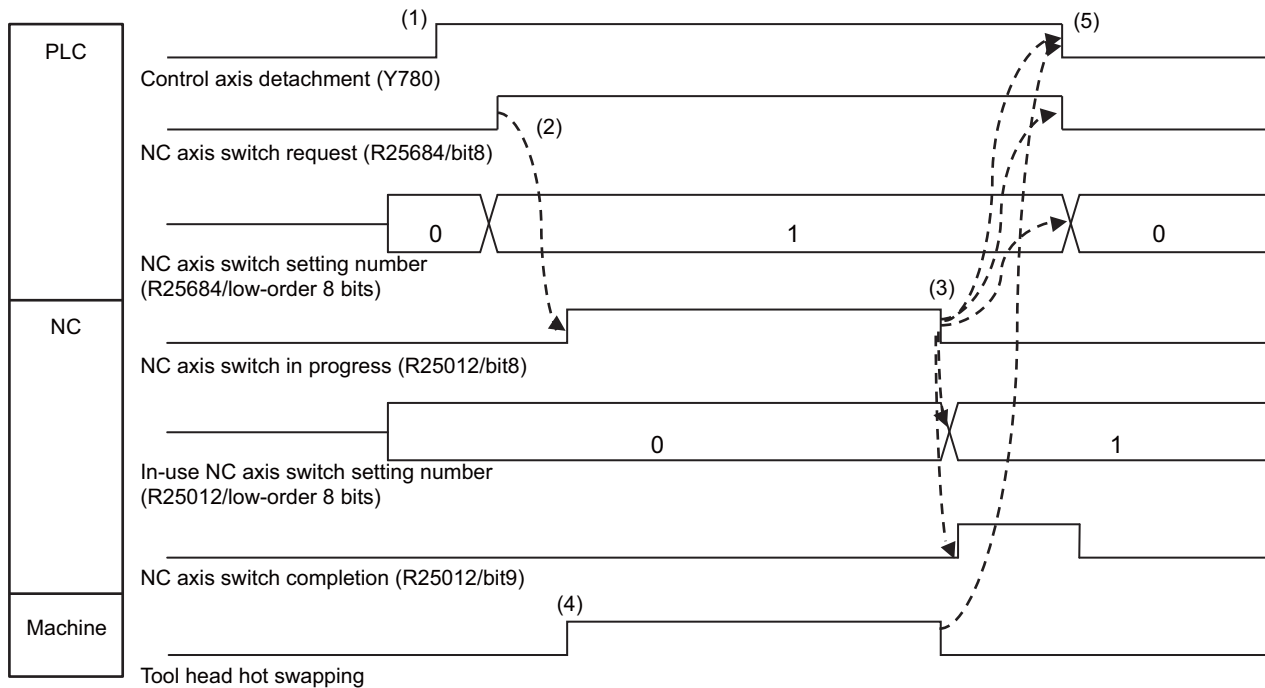 PLC
(1)
(5)
Control axis detachment (Y780)
(2)
NC axis switch request (R25684/bit8)
0
1
0
NC axis switch setting number
(R25684/low-order 8 bits)
NC
(3)
NC axis switch in progress (R25012/bit8)
0
1
In-use NC axis switch setting number
(R25012/low-order 8 bits)
NC axis switch completion (R25012/bit9)
Machine
(4)
Tool head hot swapping